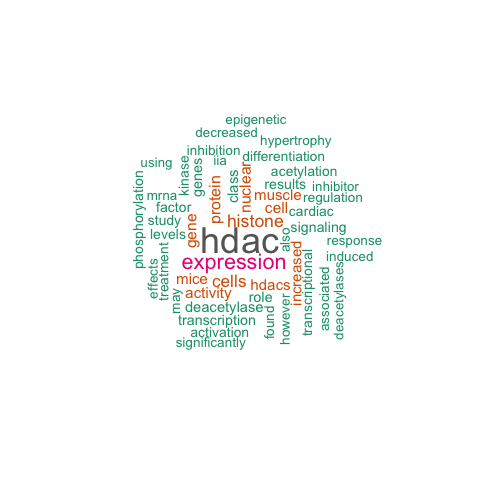 epigenetic
decreased
hypertrophy
inhibition
using
iia
differentiation
kinase
genes
nuclear
acetylation
class
protein
results
inhibitor
phosphorylation
mrna
muscle
regulation
factor
cell
cardiac
study
gene
histone
signaling
levels
hdac
also
response
expression
induced
effects
treatment
mice
cells
hdacs
increased
transcriptional
associated
deacetylases
may
activity
role
deacetylase
found
however
transcription
activation
significantly